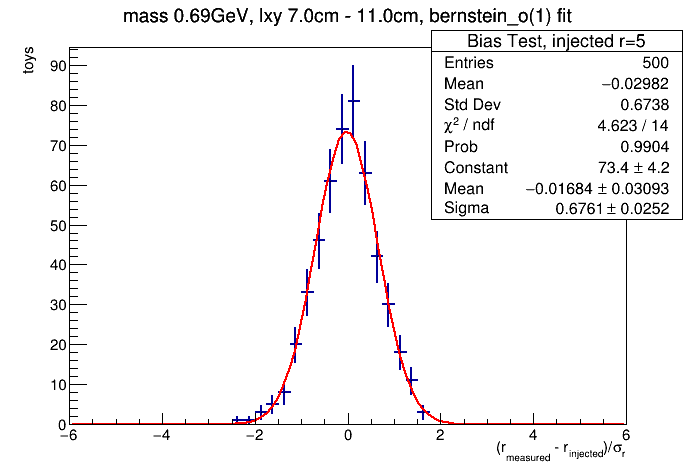 mass 0.69GeV, lxy 7.0cm - 11.0cm, bernstein_o(1) fit
toys
Bias Test, injected r=5
Entries 500
Mean −0.02982
Std Dev 0.6738
χ² / ndf 4.623 / 14
Prob 0.9904
Constant 73.4 ± 4.2
Mean −0.01684 ± 0.03093
Sigma 0.6761 ± 0.0252
90
80
70
60
50
40
30
20
10
0
−6 −4 −2 0 2 4 6
(r_measured - r_injected)/σ_r